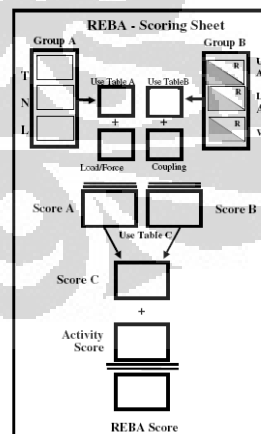 REBA - Scoring Sheet
Group A
Group B
T
N
L
Use Table A
Use TableB
R
R
R
U
A
L
A
W
+
+
Load/Force
Coupling
Score A
Score B
Use Table C
Score C
+
Activity
Score
REBA Score